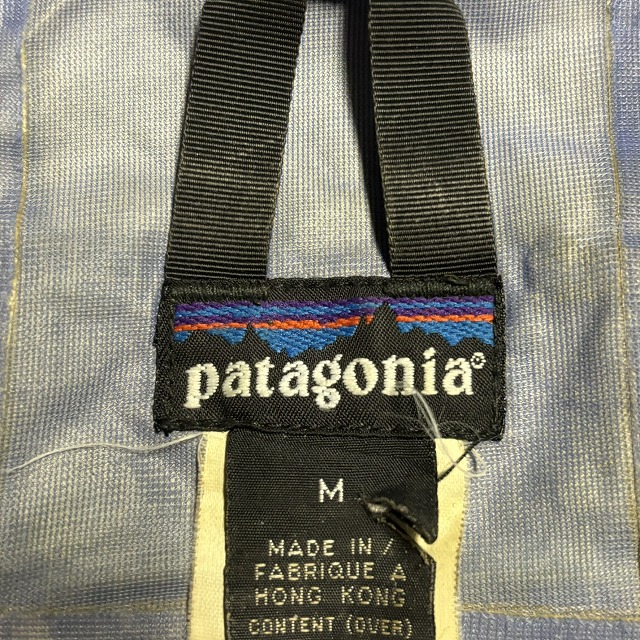 patagonia®
M
MADE IN /
FABRIQUE A
HONG KONG
CONTENT (OVER)